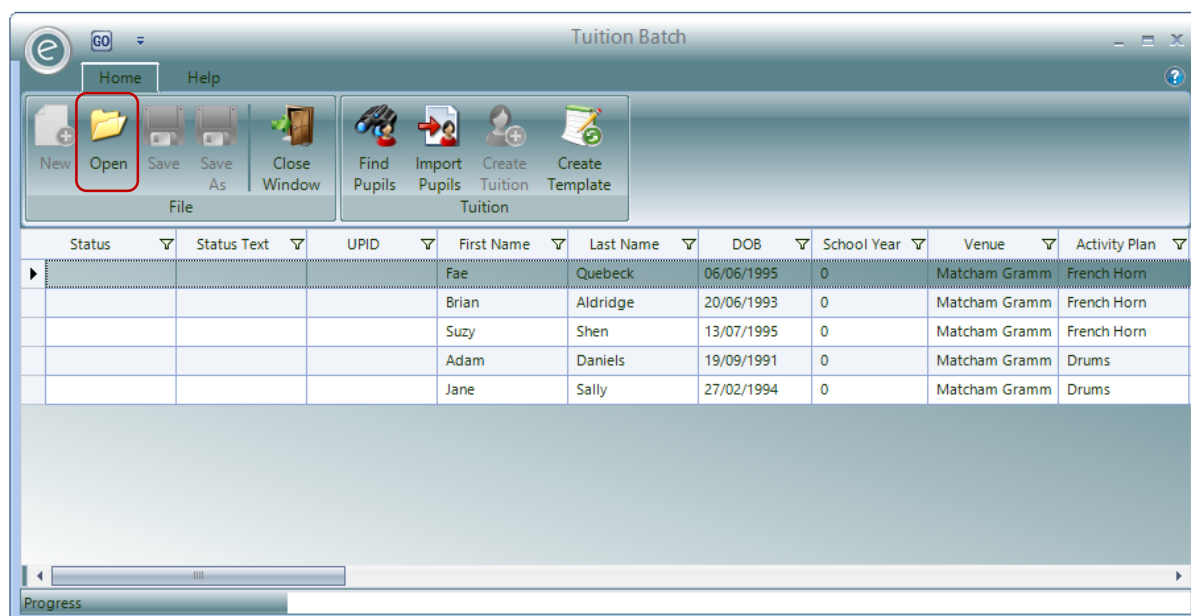 e GO Tuition Batch
Home Help
New Open Save Save As Close Window Find Pupils Import Pupils Create Tuition Create Template
File Tuition
Status Status Text UPID First Name Last Name DOB School Year Venue Activity Plan
Fae Quebeck 06/06/1995 0 Matcham Gramm French Horn
Brian Aldridge 20/06/1993 0 Matcham Gramm French Horn
Suzy Shen 13/07/1995 0 Matcham Gramm French Horn
Adam Daniels 19/09/1991 0 Matcham Gramm Drums
Jane Sally 27/02/1994 0 Matcham Gramm Drums
Progress